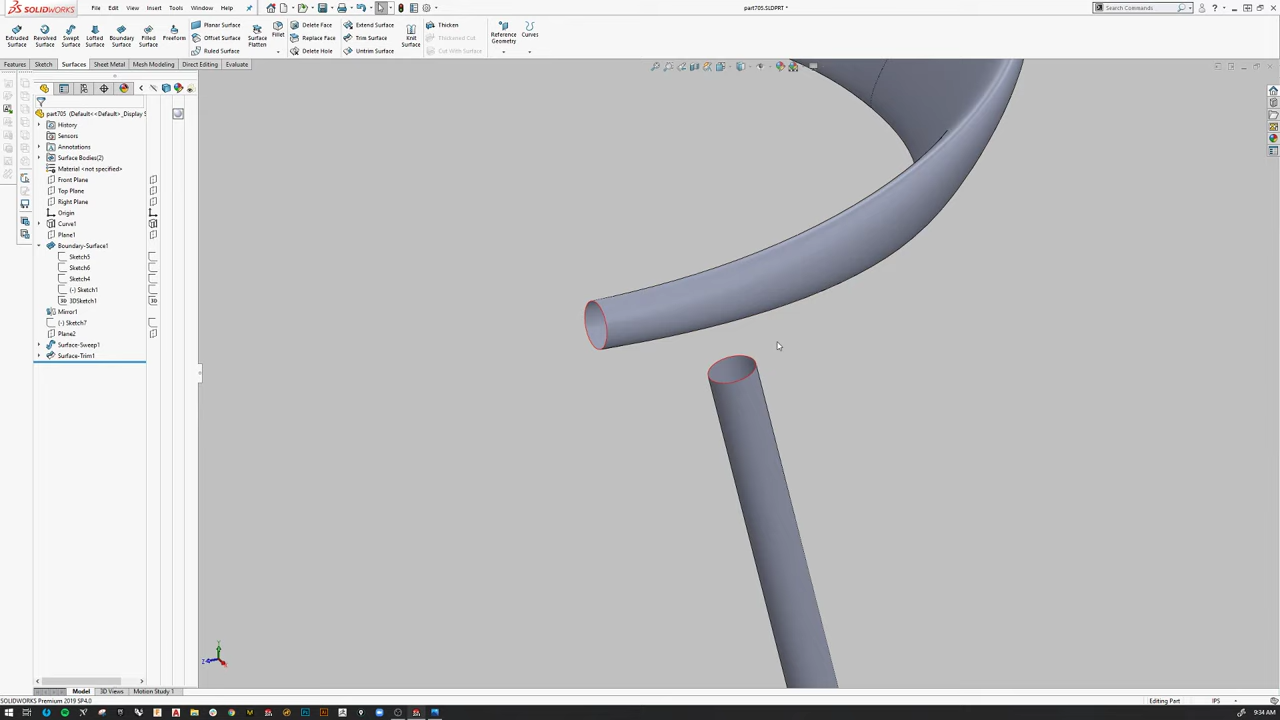 SOLIDWORKS
File Edit View Insert Tools Window Help
part705.SLDPRT *
Search Commands
Extruded Surface
Revolved Surface
Swept Surface
Lofted Surface
Boundary Surface
Filled Surface
Freeform
Planar Surface
Offset Surface
Ruled Surface
Surface Flatten
Fillet
Delete Face
Replace Face
Delete Hole
Extend Surface
Trim Surface
Untrim Surface
Knit Surface
Thicken
Thickened Cut
Cut With Surface
Reference Geometry
Curves
Features Sketch Surfaces Sheet Metal Mesh Modeling Direct Editing Evaluate
part705 (Default<<Default>_Display S
History
Sensors
Annotations
Surface Bodies(2)
Material <not specified>
Front Plane
Top Plane
Right Plane
Origin
Curve1
Plane1
Boundary-Surface1
Sketch5
Sketch6
Sketch4
(-) Sketch1
3DSketch1
Mirror1
(-) Sketch7
Plane2
Surface-Sweep1
Surface-Trim1
Y
Z
Model 3D Views Motion Study 1
SOLIDWORKS Premium 2019 SP4.0
Editing Part
IPS
9:34 AM